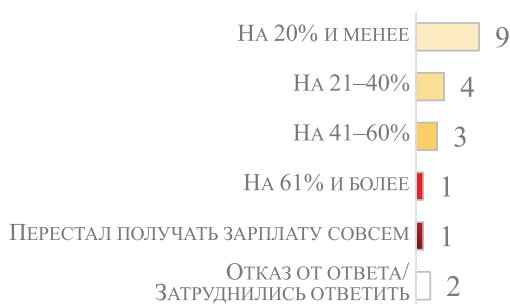 На 20% и менее 9
На 21–40% 4
На 41–60% 3
На 61% и более 1
Перестал получать зарплату совсем 1
Отказ от ответа/
Затруднились ответить 2